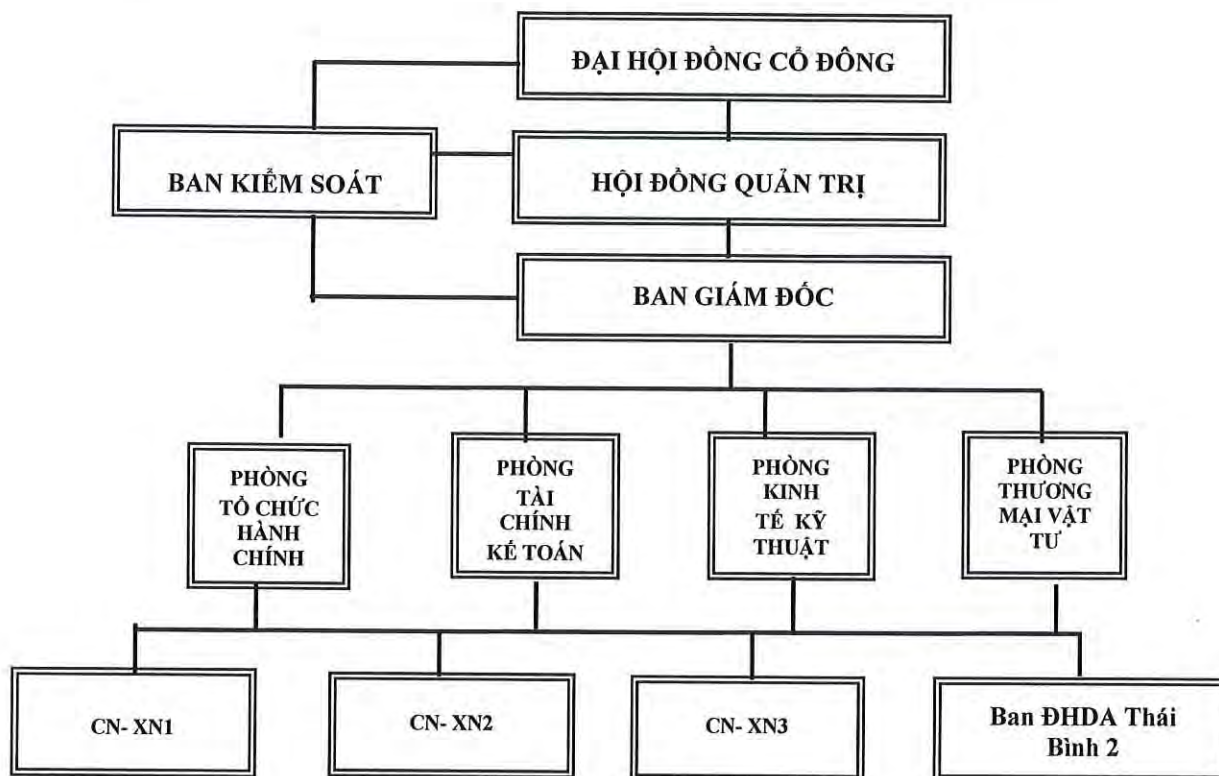 ĐẠI HỘI ĐỒNG CỔ ĐÔNG
BAN KIỂM SOÁT
HỘI ĐỒNG QUẢN TRỊ
BAN GIÁM ĐỐC
PHÒNG
TỔ CHỨC
HÀNH
CHÍNH
PHÒNG
TÀI
CHÍNH
KẾ TOÁN
PHÒNG
KINH
TẾ KỸ
THUẬT
PHÒNG
THƯƠNG
MẠI VẬT
TƯ
CN- XN1
CN- XN2
CN- XN3
Ban ĐHDA Thái
Bình 2